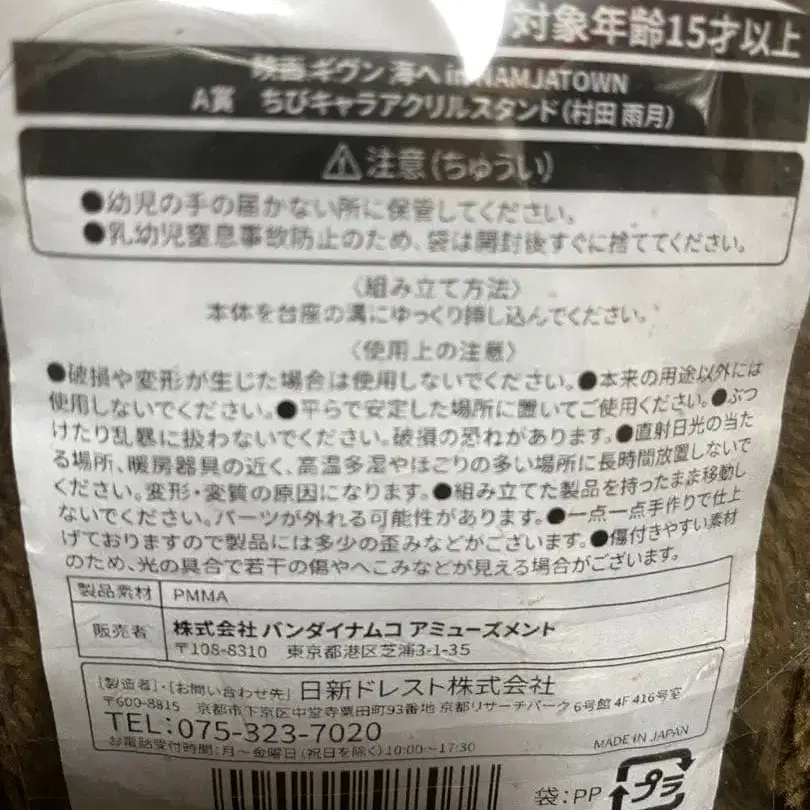 対象年齢15才以上
映画 ギヴン 海へ in NAMJATOWN
A賞　ちびキャラアクリルスタンド(村田 雨月)
注意(ちゅうい)
●幼児の手の届かない所に保管してください。
●乳幼児窒息事故防止のため、袋は開封後すぐに捨ててください。
〈組み立て方法〉
本体を台座の溝にゆっくり挿し込んでください。
〈使用上の注意〉
●破損や変形が生じた場合は使用しないでください。●本来の用途以外には
使用しないでください。●平らで安定した場所に置いてご使用ください。●ぶつ
けたり乱暴に扱わないでください。破損の恐れがあります。●直射日光の当た
る場所、暖房器具の近く、高温多湿やほこりの多い場所に長時間放置しないで
ください。変形・変質の原因になります。●組み立てた製品を持ったまま移動し
ないでください。パーツが外れる可能性があります。●一点一点手作りで仕上
げておりますので製品には多少の歪みなどがございます。●傷付きやすい素材
のため、光の具合で若干の傷やへこみなどが見える場合がございます。
製品素材 PMMA
販売者 株式会社 バンダイナムコ アミューズメント
〒108-8310　東京都港区芝浦3-1-35
[製造者]・[お問い合わせ先] 日新ドレスト株式会社
〒600-8815　京都市下京区中堂寺粟田町93番地 京都リサーチパーク 6号館 4F 416号室
TEL:075-323-7020
お電話受付時間:月〜金曜日(祝日を除く)10:00〜17:30
MADE IN JAPAN
袋:PP
プラ